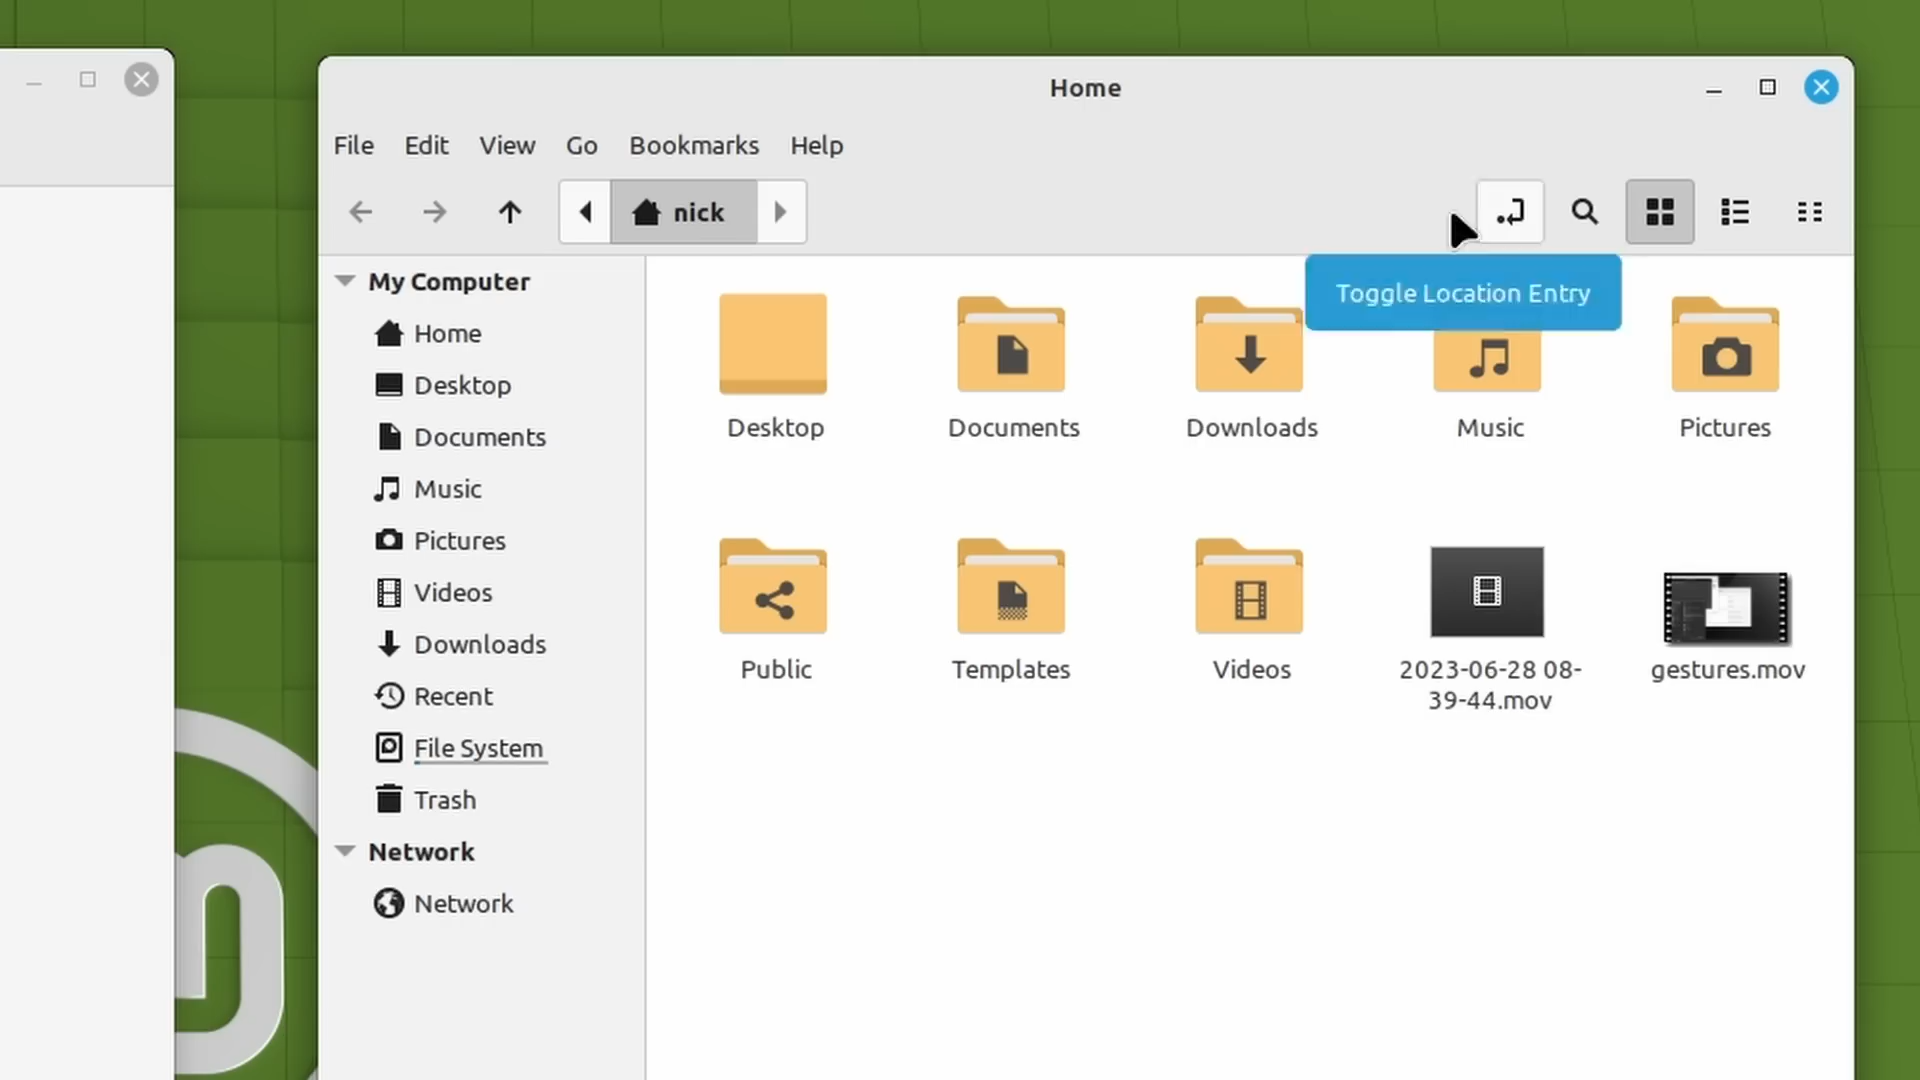 Home
File Edit View Go Bookmarks Help
nick
Toggle Location Entry
My Computer
Home
Desktop
Documents
Music
Pictures
Videos
Downloads
Recent
File System
Trash
Network
Network
Desktop Documents Downloads Music Pictures
Public Templates Videos 2023-06-28 08- gestures.mov
39-44.mov